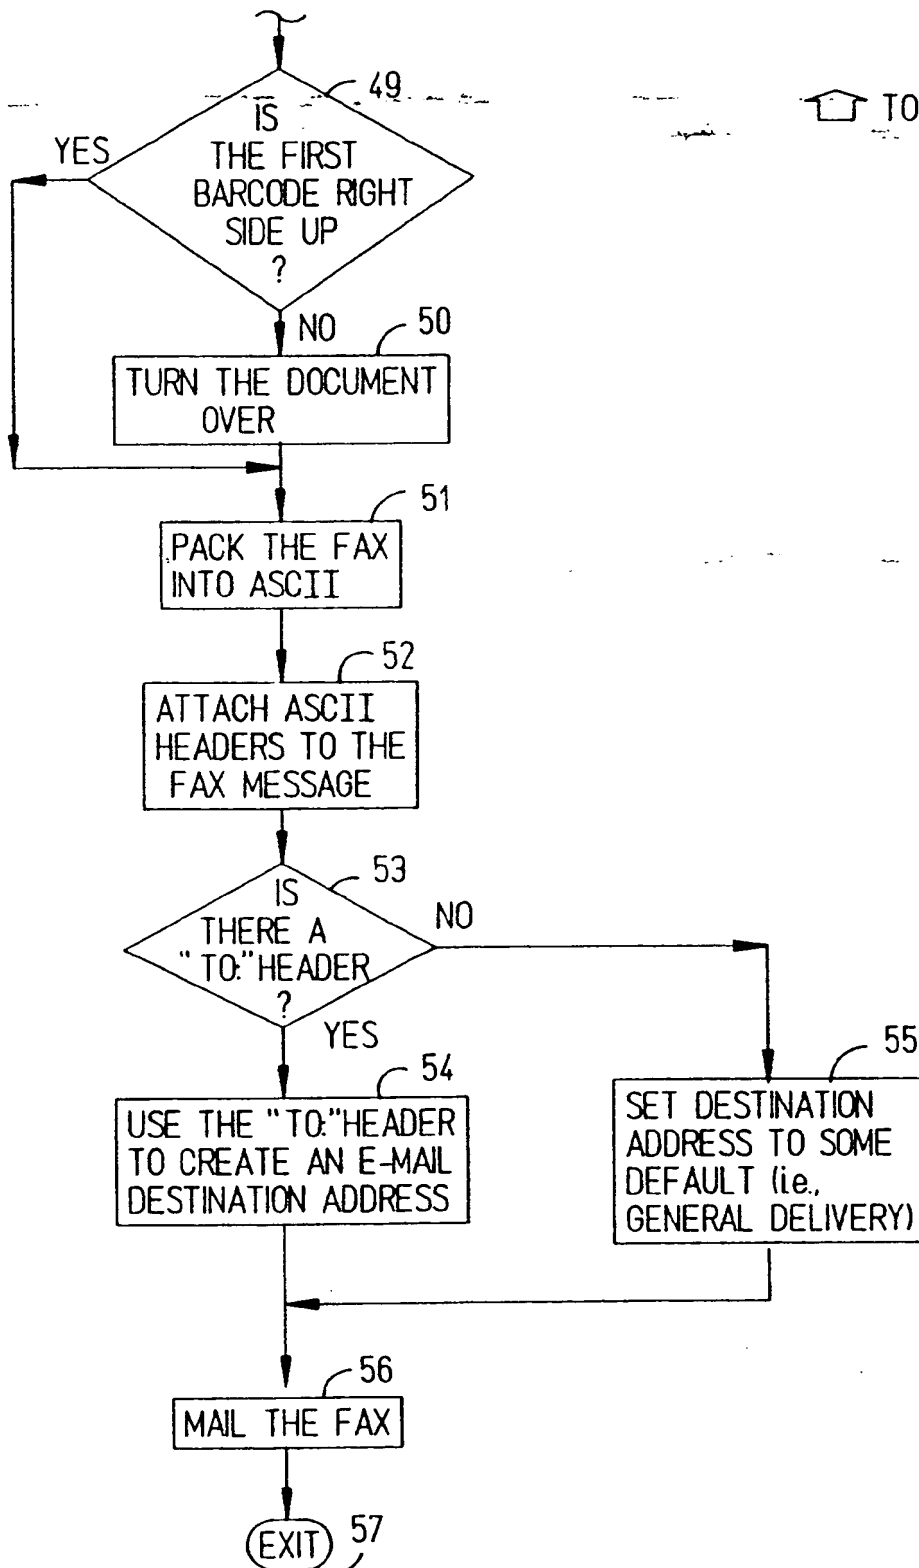 49
TO
IS
THE FIRST
BARCODE RIGHT
SIDE UP
?
YES
NO
50
TURN THE DOCUMENT
OVER
51
PACK THE FAX
INTO ASCII
52
ATTACH ASCII
HEADERS TO THE
FAX MESSAGE
53
IS
THERE A
"TO:"HEADER
?
NO
YES
54
USE THE "TO:"HEADER
TO CREATE AN E-MAIL
DESTINATION ADDRESS
55
SET DESTINATION
ADDRESS TO SOME
DEFAULT (i.e.,
GENERAL DELIVERY)
56
MAIL THE FAX
EXIT
57